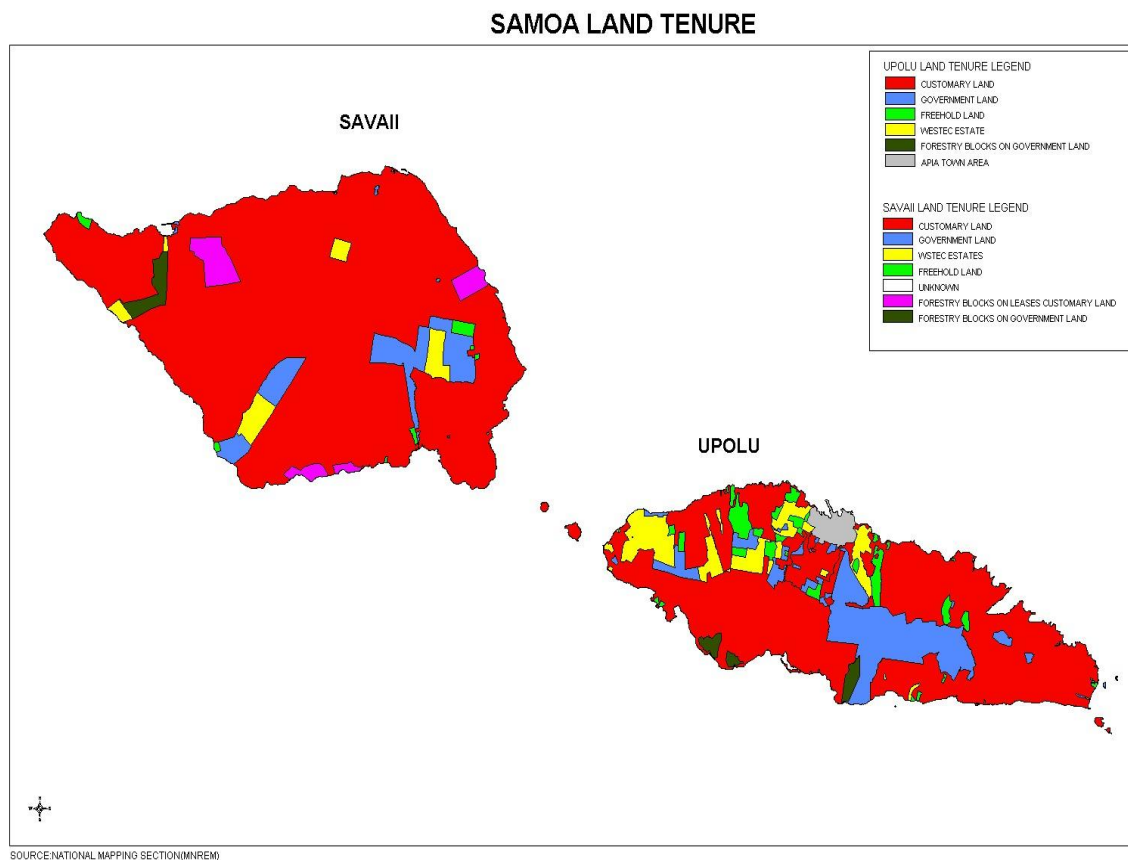 SAMOA LAND TENURE
SAVAII
UPOLU
UPOLU LAND TENURE LEGEND
CUSTOMARY LAND
GOVERNMENT LAND
FREEHOLD LAND
WESTEC ESTATE
FORESTRY BLOCKS ON GOVERNMENT LAND
APIA TOWN AREA
SAVAII LAND TENURE LEGEND
CUSTOMARY LAND
GOVERNMENT LAND
WSTEC ESTATES
FREEHOLD LAND
UNKNOWN
FORESTRY BLOCKS ON LEASES CUSTOMARY LAND
FORESTRY BLOCKS ON GOVERNMENT LAND
SOURCE:NATIONAL MAPPING SECTION(MNREM)